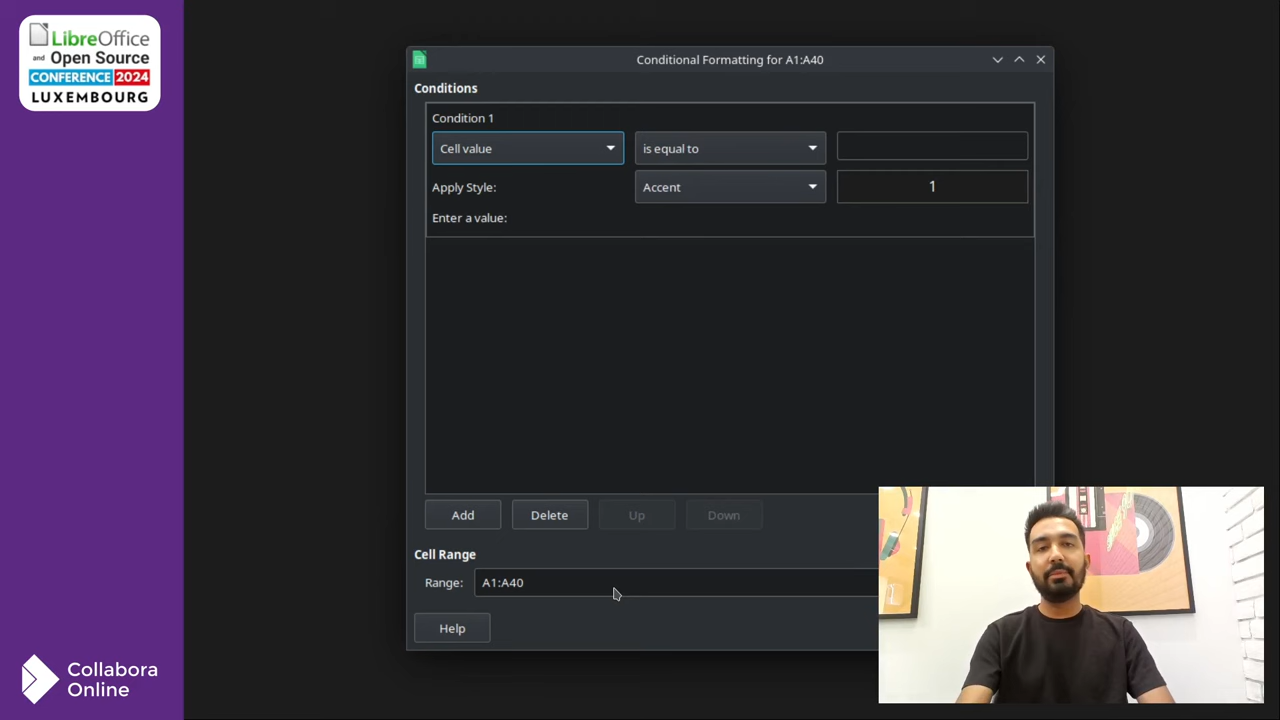 LibreOffice
and Open Source
CONFERENCE 2024
LUXEMBOURG
Conditional Formatting for A1:A40
Conditions
Condition 1
Cell value
is equal to
Apply Style:
Accent
1
Enter a value:
Add
Delete
Up
Down
Cell Range
Range:
A1:A40
Help
Collabora
Online